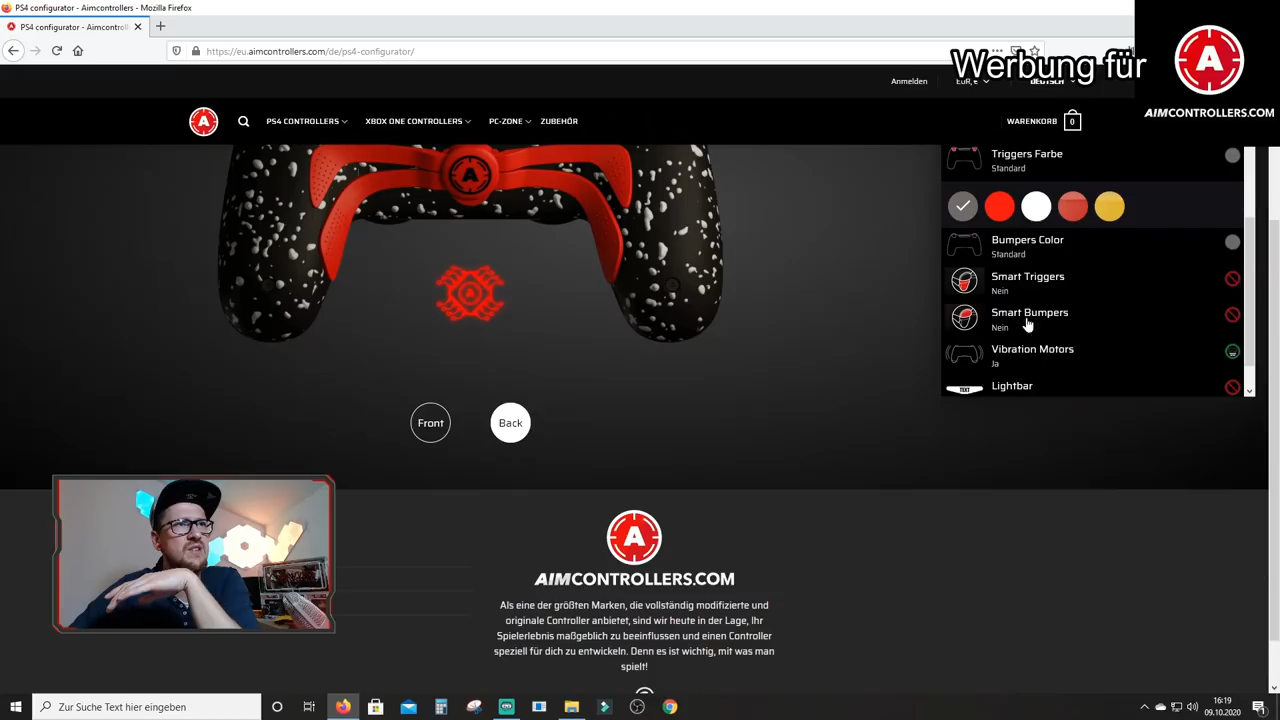 PS4 configurator - Aimcontrollers - Mozilla Firefox
PS4 configurator - Aimcontroll
https://eu.aimcontrollers.com/de/ps4-configurator/
Werbung für
A
AIMCONTROLLERS.COM
Anmelden
EUR, €
DEUTSCH
A
PS4 CONTROLLERS
XBOX ONE CONTROLLERS
PC-ZONE
ZUBEHÖR
WARENKORB
0
A
Triggers Farbe
Standard
Bumpers Color
Standard
Smart Triggers
Nein
Smart Bumpers
Nein
Vibration Motors
Ja
TEXT
Lightbar
A
Front
Back
A
AIMCONTROLLERS.COM
Als eine der größten Marken, die vollständig modifizierte und
originale Controller anbietet, sind wir heute in der Lage, Ihr
Spielerlebnis maßgeblich zu beeinflussen und einen Controller
speziell für dich zu entwickeln. Denn es ist wichtig, mit was man
spielt!
Zur Suche Text hier eingeben
16:19
09.10.2020